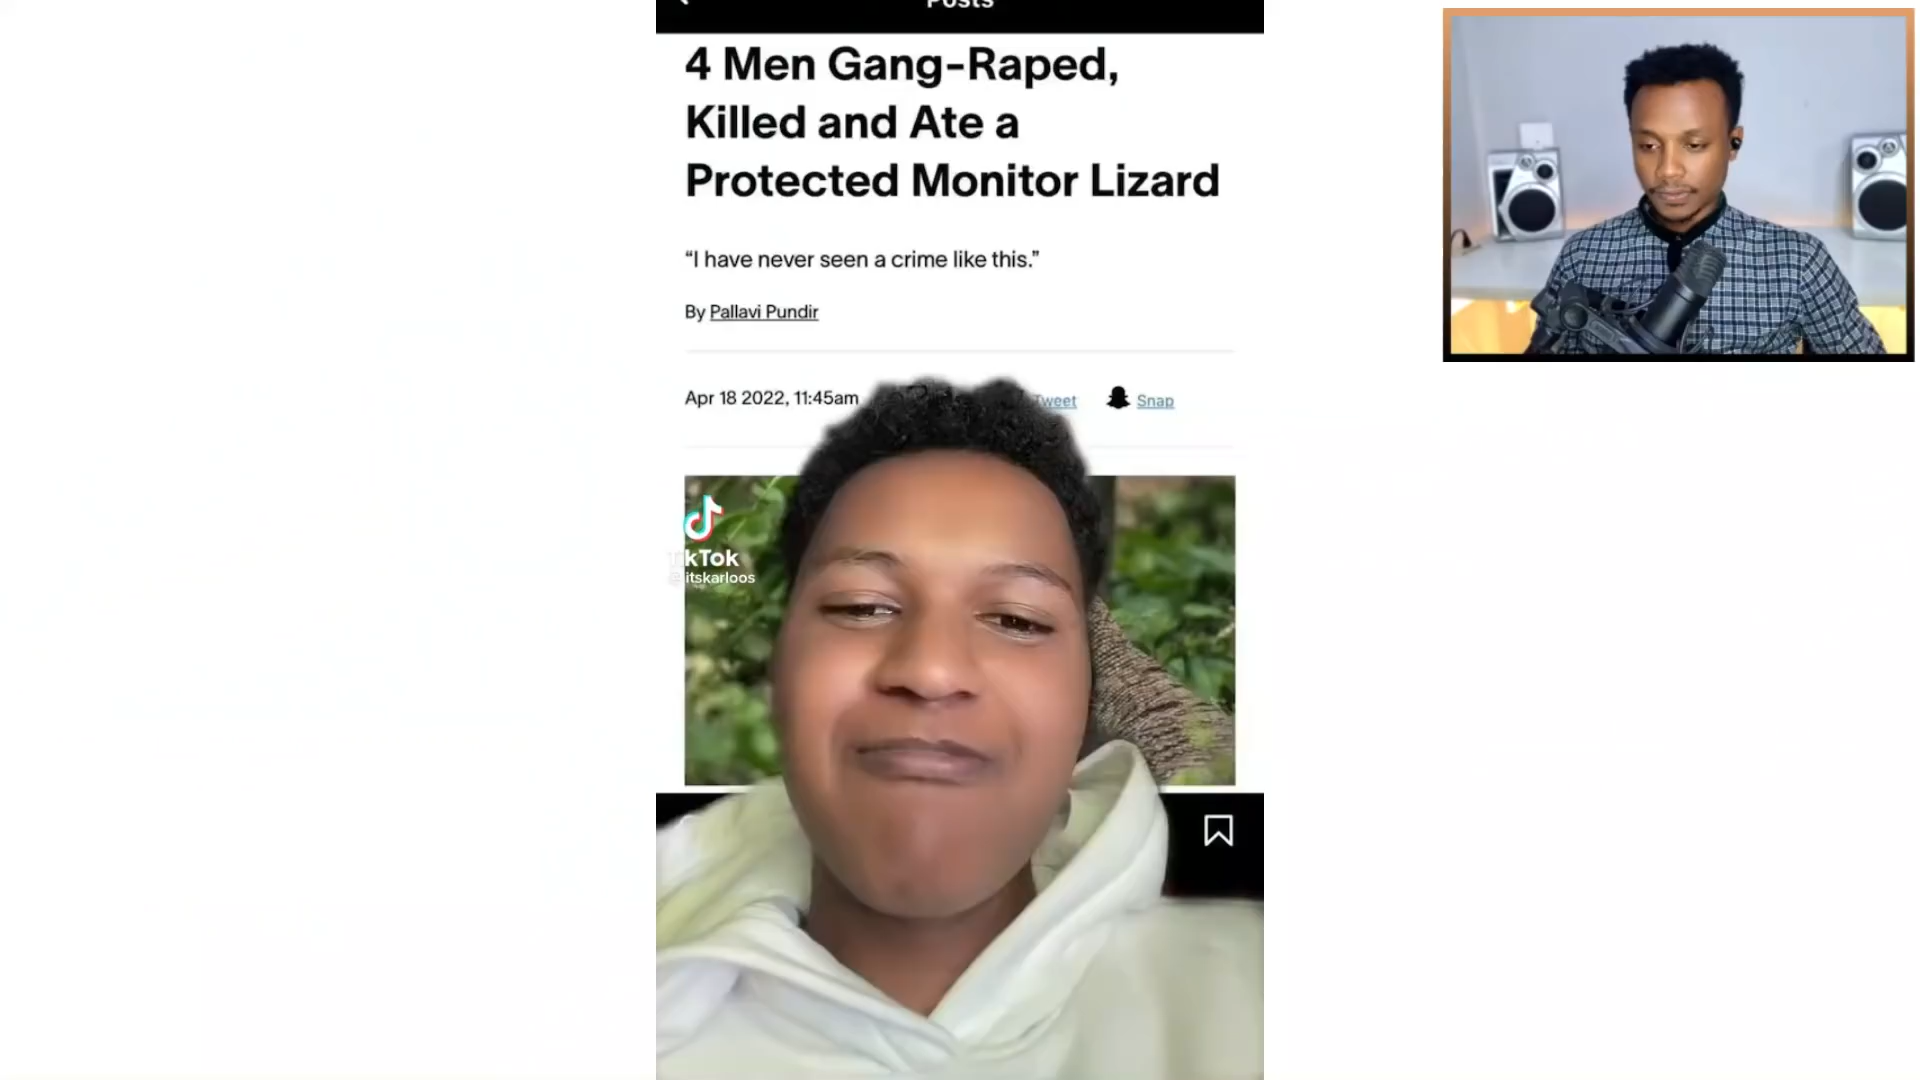 Posts
4 Men Gang-Raped,
Killed and Ate a
Protected Monitor Lizard
“I have never seen a crime like this.”
By Pallavi Pundir
Apr 18 2022, 11:45am
Tweet
Snap
TikTok
@itskarloos